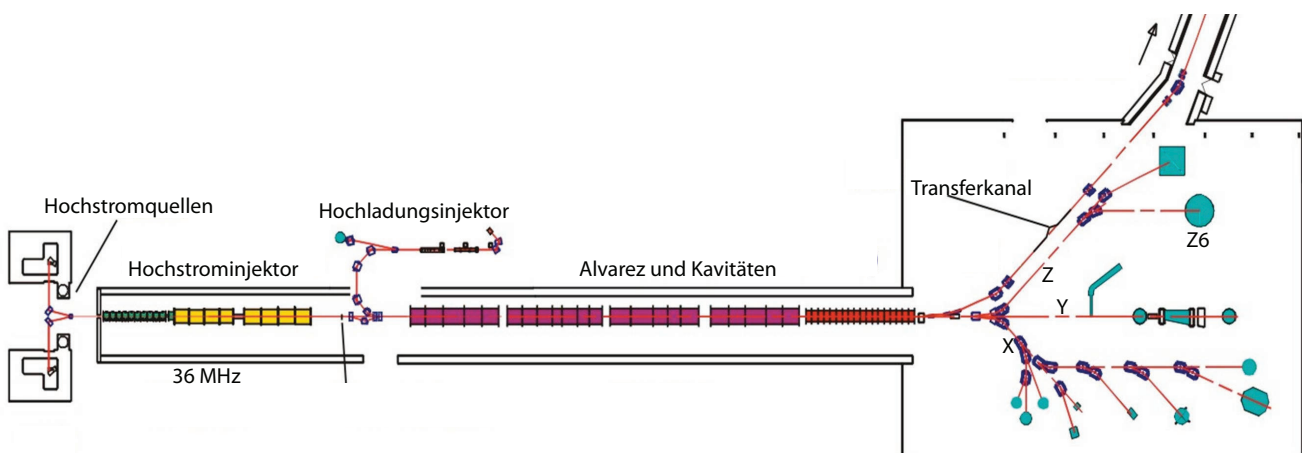 Hochstromquellen
Hochladungsinjektor
Transferkanal
Hochstrominjektor
Alvarez und Kavitäten
Z6
Z
Y
X
36 MHz